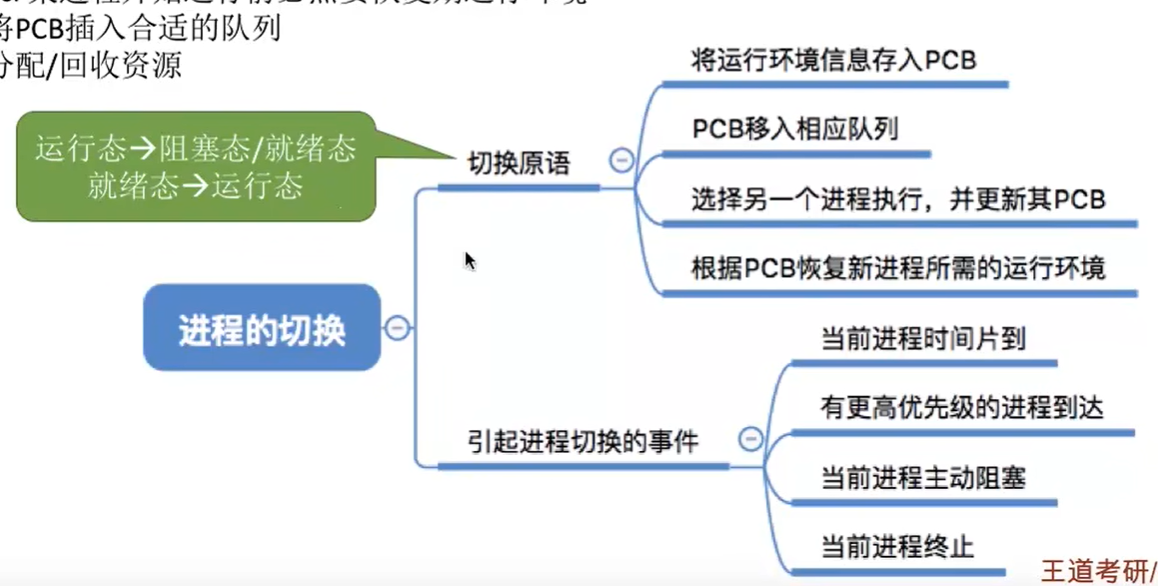 将PCB插入合适的队列
分配/回收资源
将运行环境信息存入PCB
PCB移入相应队列
运行态→阻塞态/就绪态
就绪态→运行态
切换原语
选择另一个进程执行，并更新其PCB
根据PCB恢复新进程所需的运行环境
进程的切换
当前进程时间片到
有更高优先级的进程到达
引起进程切换的事件
当前进程主动阻塞
当前进程终止
王道考研/